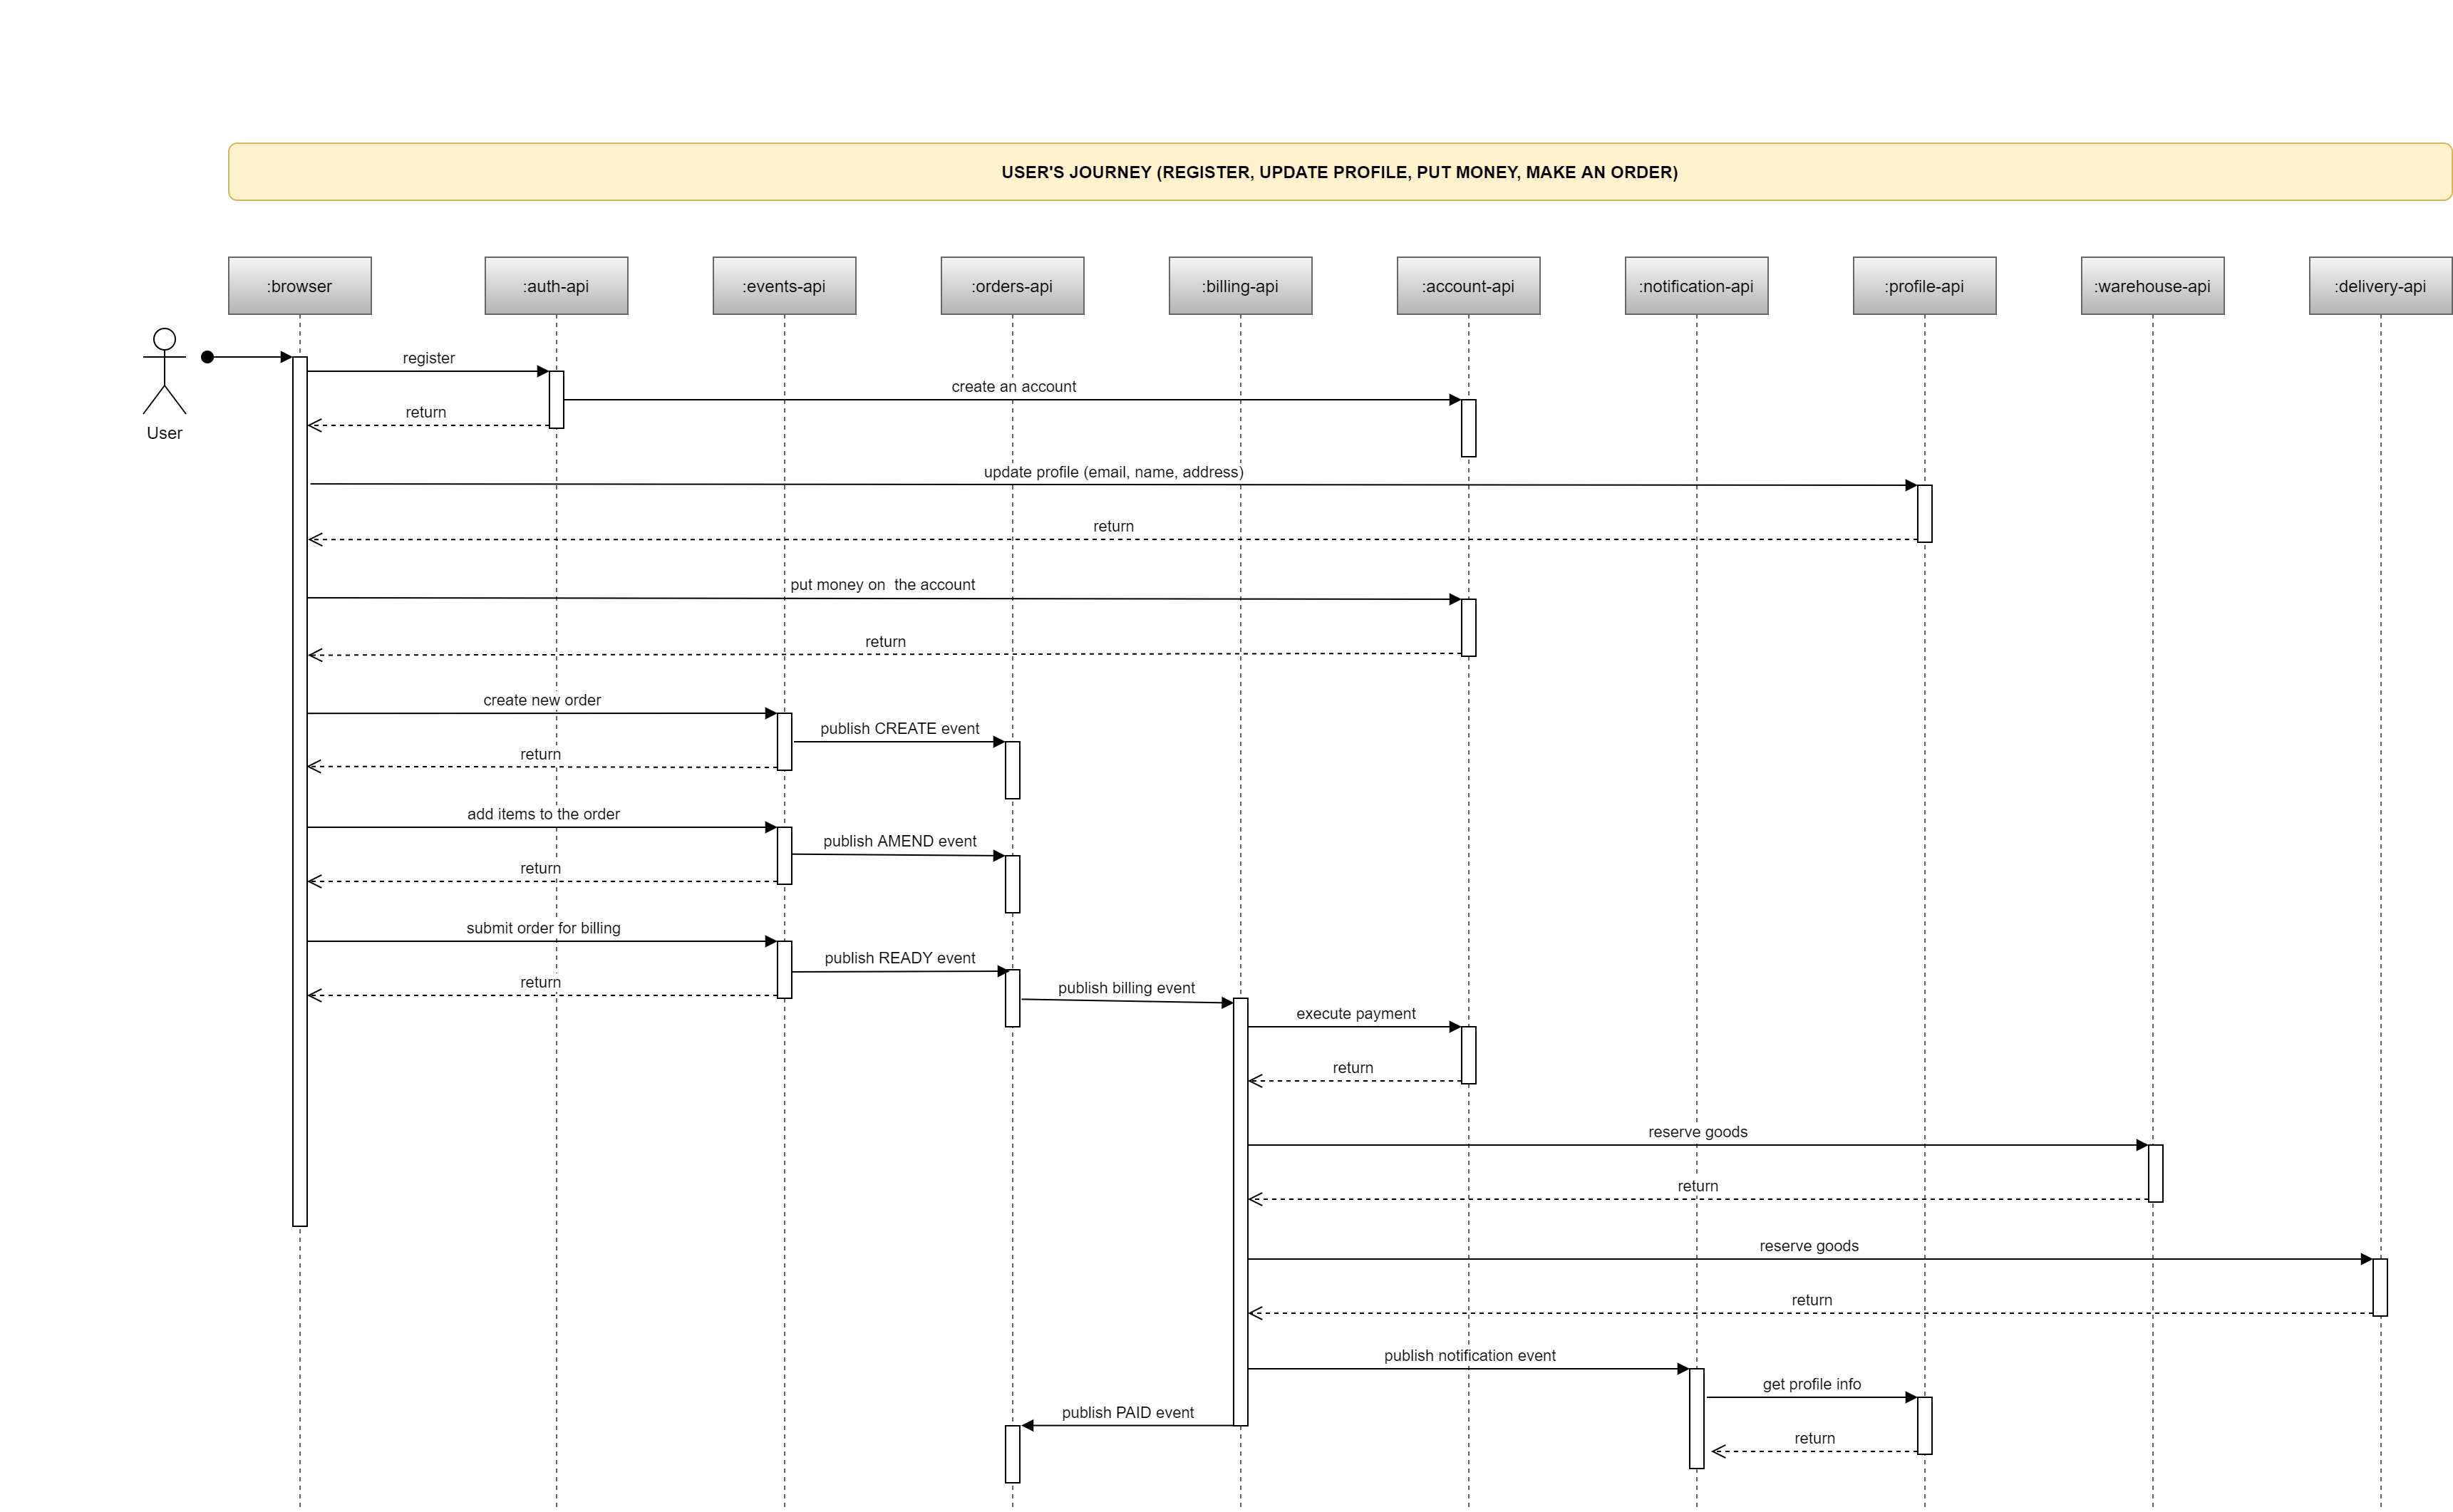 USER'S JOURNEY (REGISTER, UPDATE PROFILE, PUT MONEY, MAKE AN ORDER)
:browser
:auth-api
:events-api
:orders-api
:billing-api
:account-api
:notification-api
:profile-api
:warehouse-api
:delivery-api
User
register
create an account
return
update profile (email, name, address)
return
put money on  the account
return
create new order
publish CREATE event
return
add items to the order
publish AMEND event
return
submit order for billing
publish READY event
return
publish billing event
execute payment
return
reserve goods
return
reserve goods
return
publish notification event
get profile info
publish PAID event
return